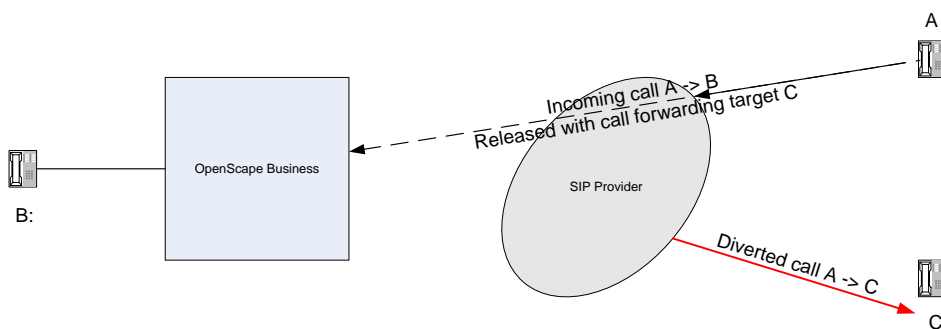 A
Incoming call A -> B
Released with call forwarding target C
OpenScape Business
SIP Provider
B:
Diverted call A -> C
C